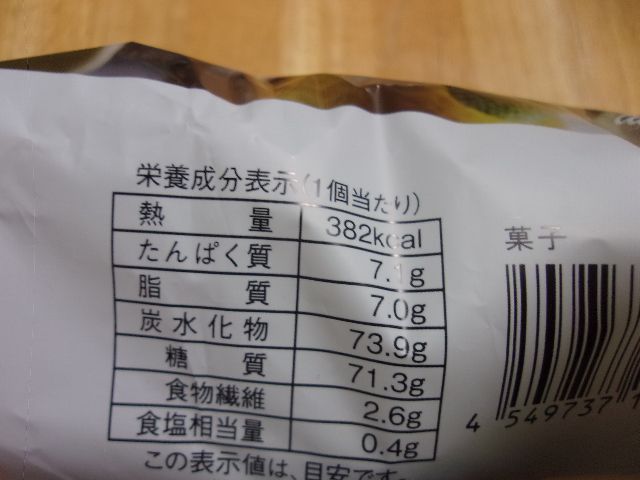 栄養成分表示(1個当たり)
熱量 382kcal
たんぱく質 7.1g
脂質 7.0g
炭水化物 73.9g
糖質 71.3g
食物繊維 2.6g
食塩相当量 0.4g
この表示値は、目安です。
菓子
4 549737 1